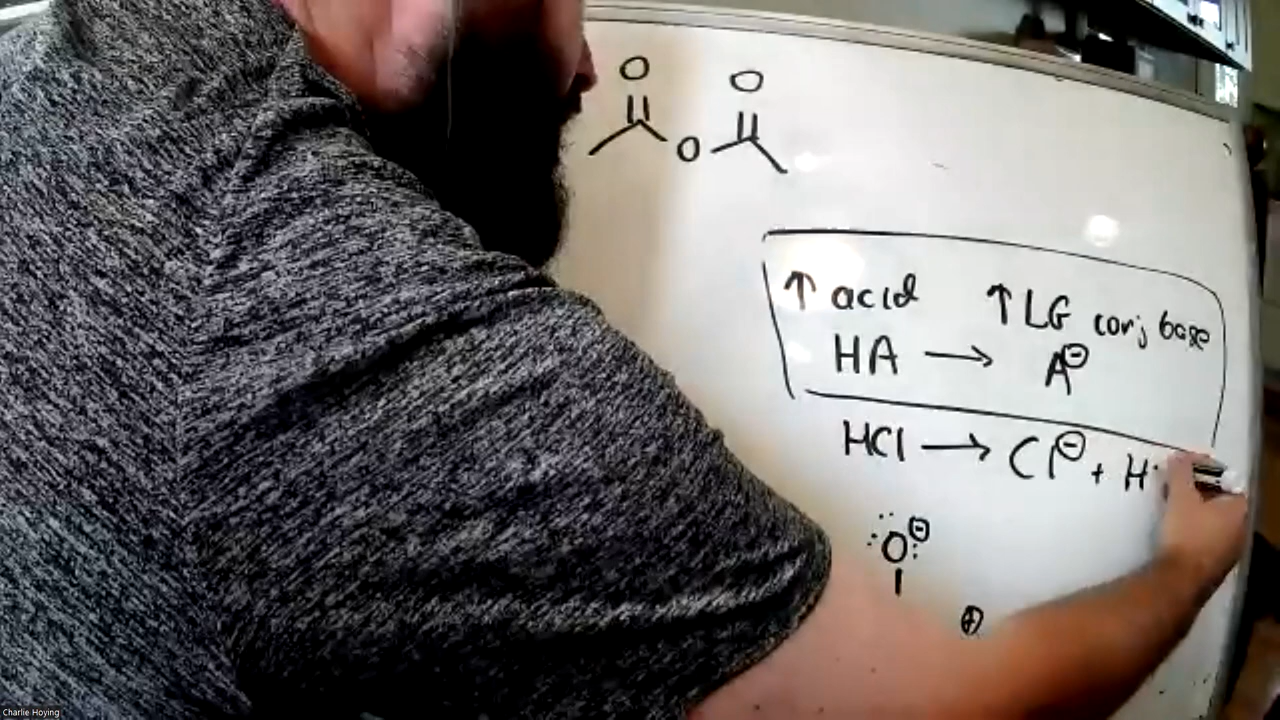 O O
O
↑ acid ↑ LG conj base
HA → A⊖
HCl → Cl⊖ + H
:O:⊖
⊕
Charlie Hoying